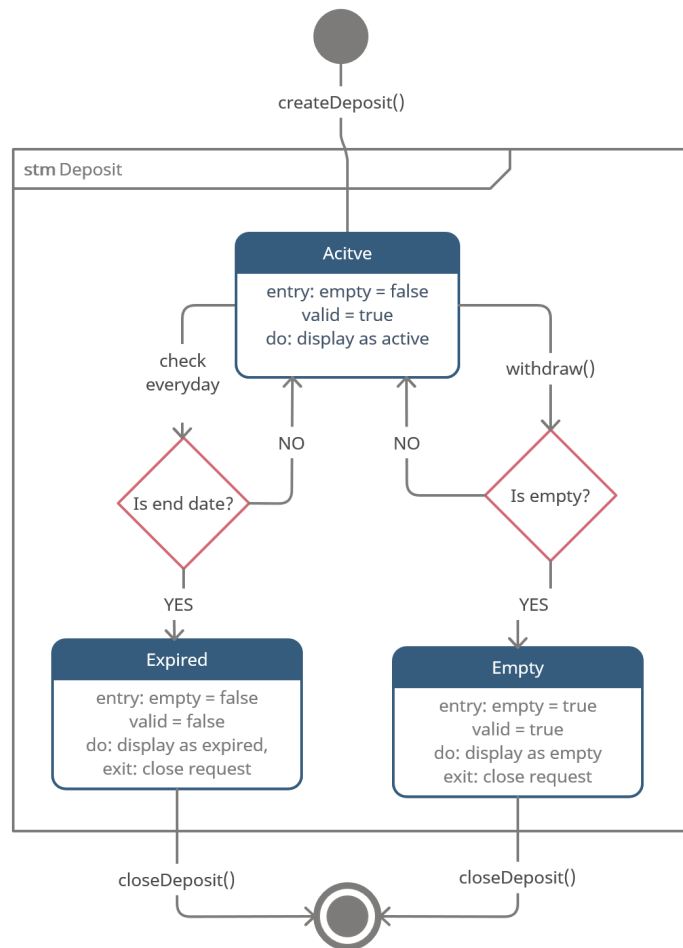 createDeposit()
stm Deposit
Acitve
entry: empty = false
valid = true
do: display as active
check
everyday
withdraw()
NO
NO
Is end date?
Is empty?
YES
YES
Expired
entry: empty = false
valid = false
do: display as expired,
exit: close request
Empty
entry: empty = true
valid = true
do: display as empty
exit: close request
closeDeposit()
closeDeposit()